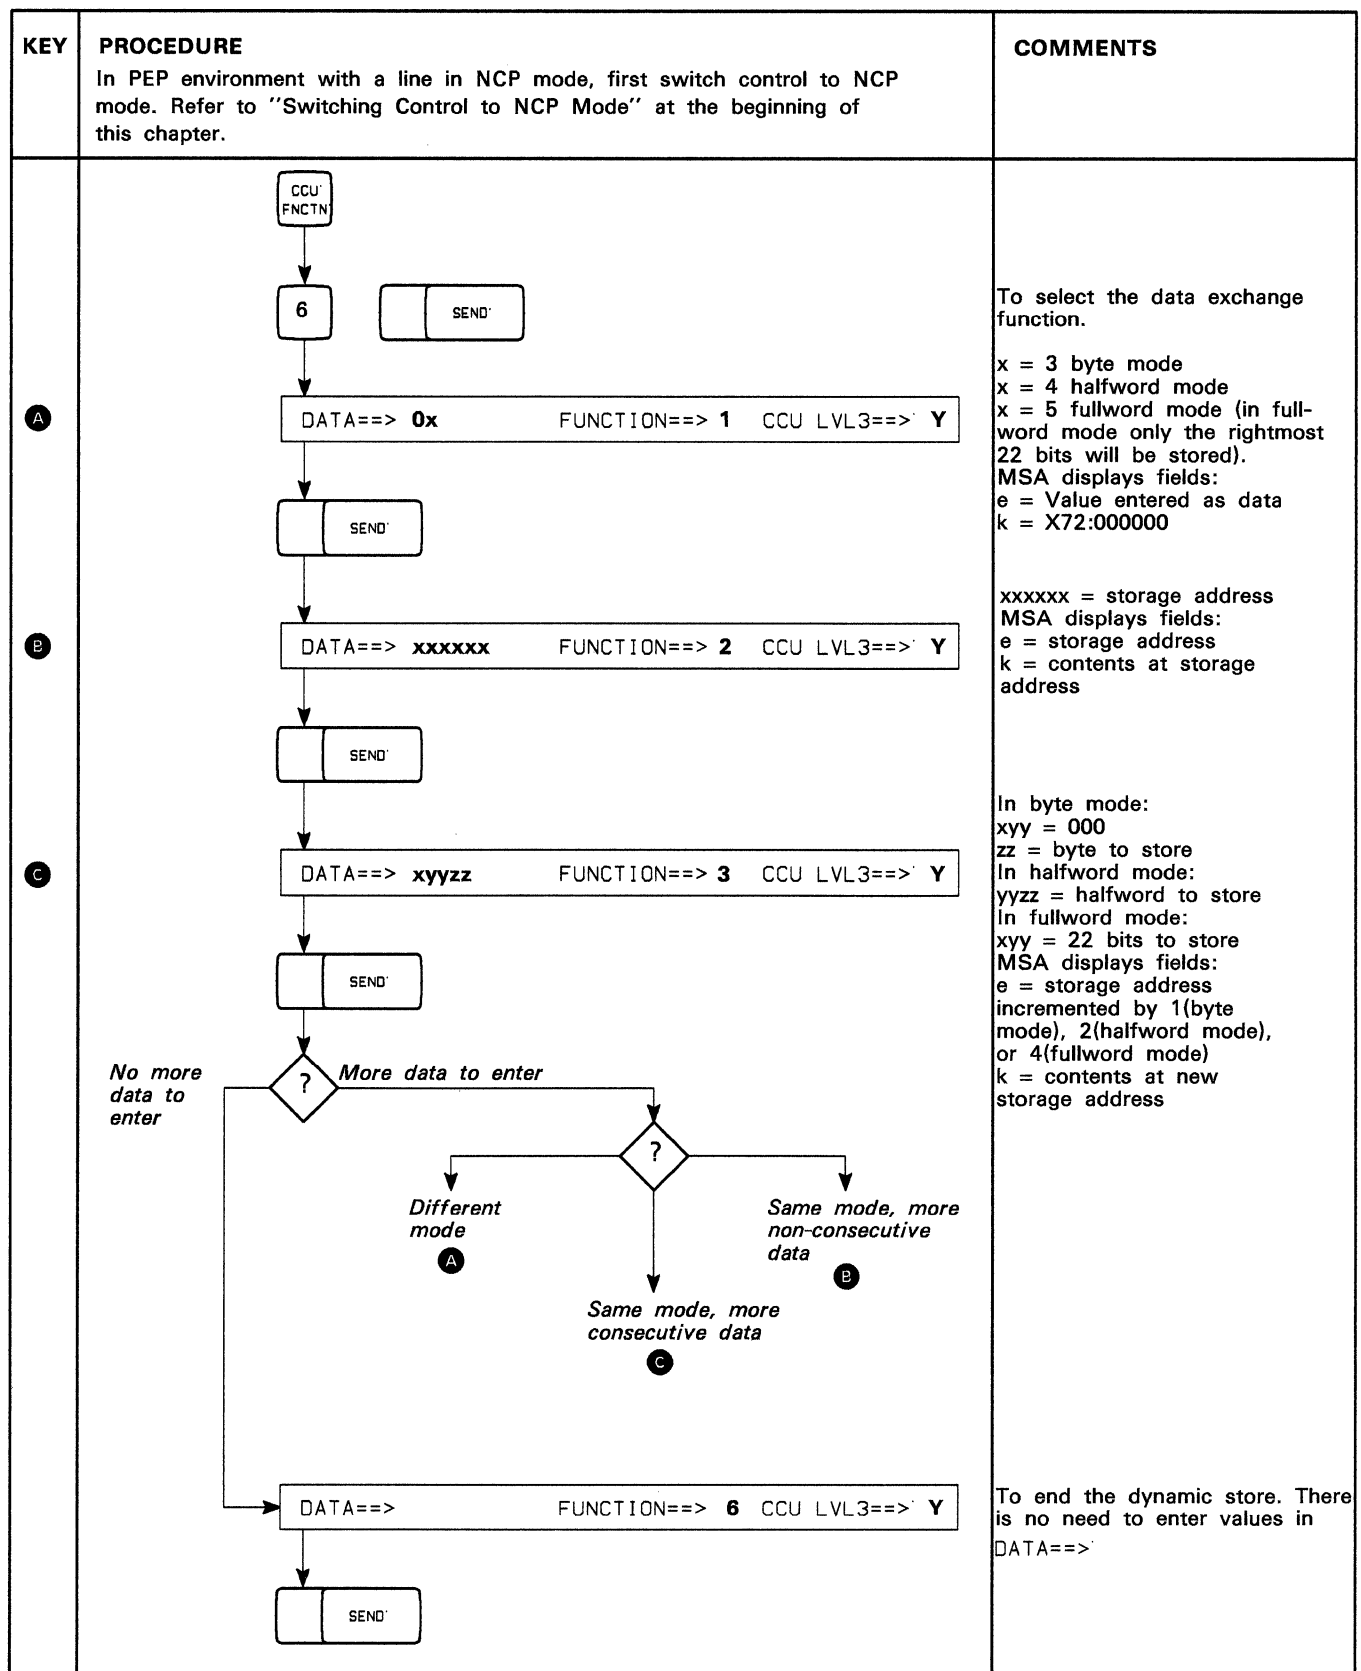 KEY
PROCEDURE
In PEP environment with a line in NCP mode, first switch control to NCP
mode. Refer to "Switching Control to NCP Mode" at the beginning of
this chapter.
COMMENTS
CCU
FNCTN
6
SEND
To select the data exchange
function.
A
DATA==> 0x FUNCTION==> 1 CCU LVL3==> Y
x = 3 byte mode
x = 4 halfword mode
x = 5 fullword mode (in full-
word mode only the rightmost
22 bits will be stored).
MSA displays fields:
e = Value entered as data
k = X72:000000
SEND
B
DATA==> xxxxxx FUNCTION==> 2 CCU LVL3==> Y
xxxxxx = storage address
MSA displays fields:
e = storage address
k = contents at storage
address
SEND
C
DATA==> xyyzz FUNCTION==> 3 CCU LVL3==> Y
In byte mode:
xyy = 000
zz = byte to store
In halfword mode:
yyzz = halfword to store
In fullword mode:
xyy = 22 bits to store
MSA displays fields:
e = storage address
incremented by 1(byte
mode), 2(halfword mode),
or 4(fullword mode)
k = contents at new
storage address
SEND
No more
data to
enter
?
More data to enter
?
Different
mode
A
Same mode, more
consecutive data
C
Same mode, more
non-consecutive
data
B
DATA==> FUNCTION==> 6 CCU LVL3==> Y
To end the dynamic store. There
is no need to enter values in
DATA==>
SEND